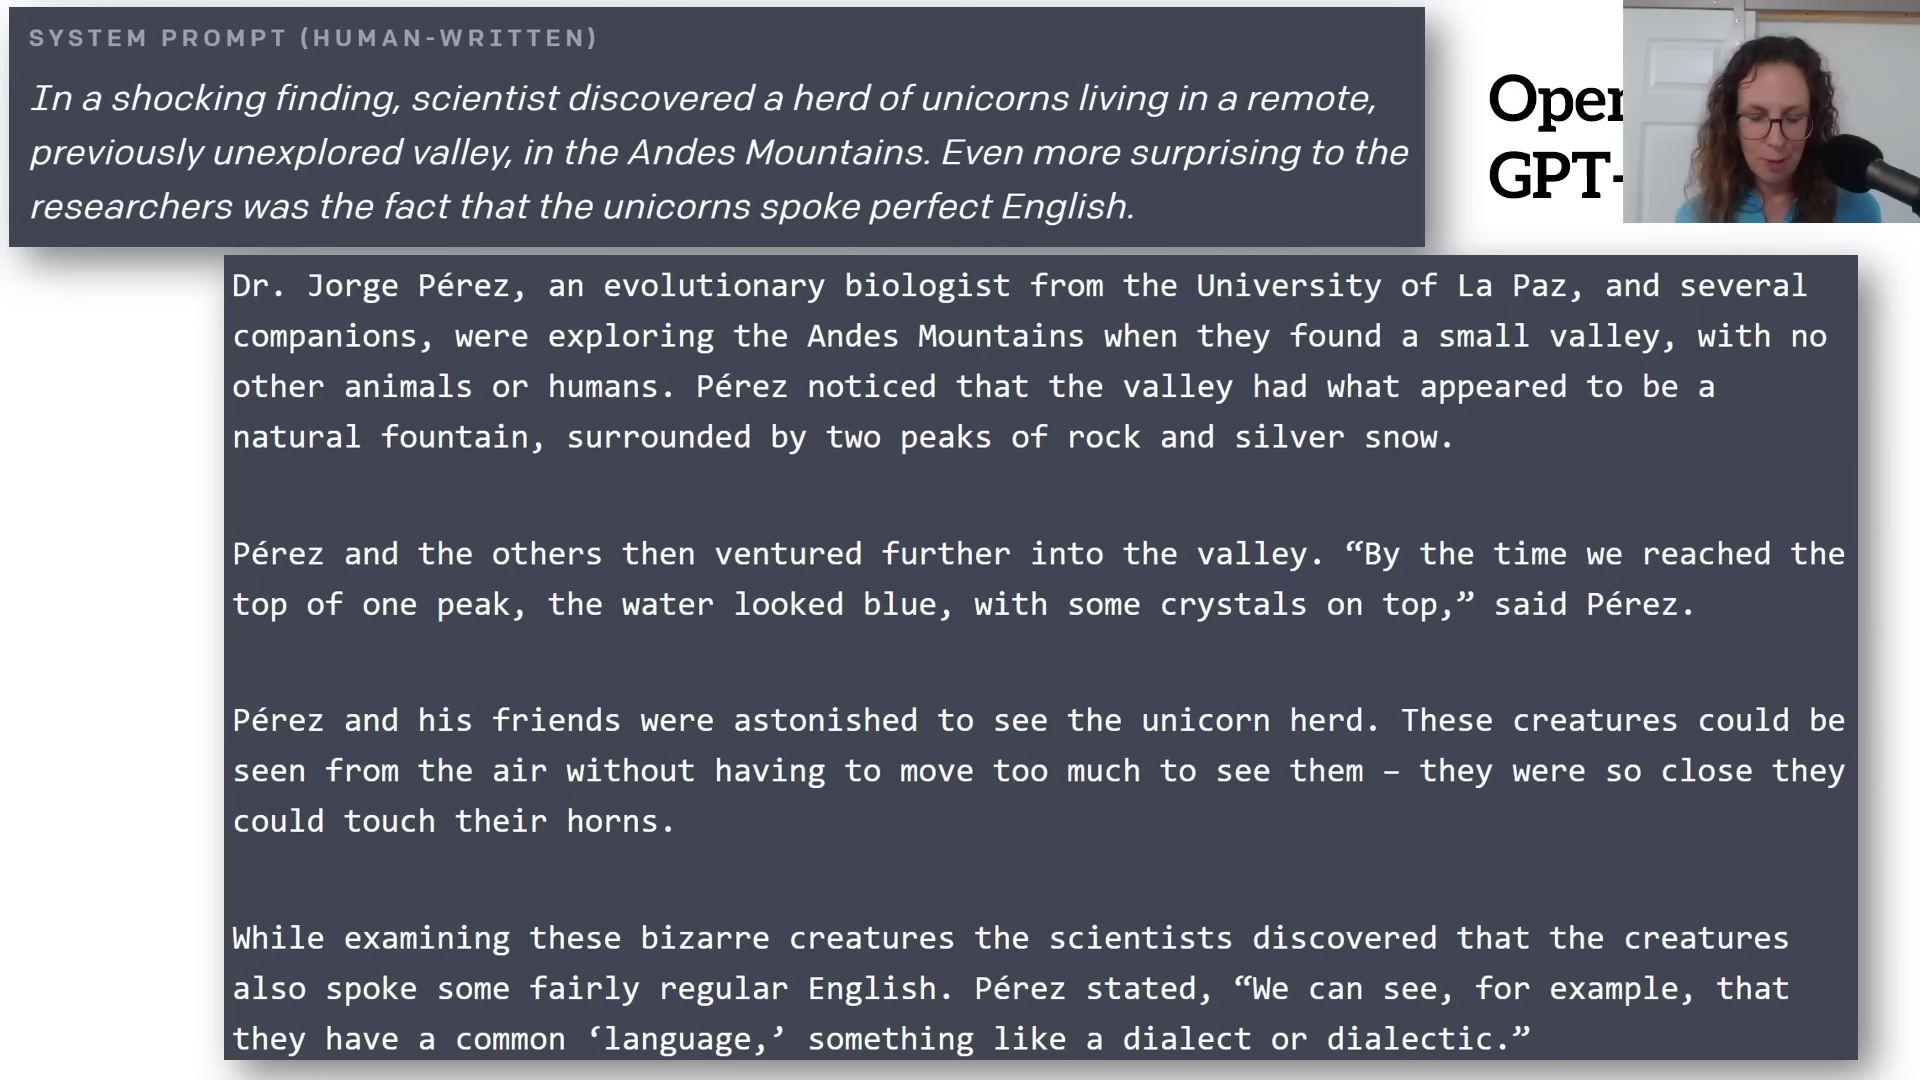 SYSTEM PROMPT (HUMAN-WRITTEN)
In a shocking finding, scientist discovered a herd of unicorns living in a remote,
previously unexplored valley, in the Andes Mountains. Even more surprising to the
researchers was the fact that the unicorns spoke perfect English.
GPT-
Dr. Jorge Pérez, an evolutionary biologist from the University of La Paz, and several
companions, were exploring the Andes Mountains when they found a small valley, with no
other animals or humans. Pérez noticed that the valley had what appeared to be a
natural fountain, surrounded by two peaks of rock and silver snow.
Pérez and the others then ventured further into the valley. “By the time we reached the
top of one peak, the water looked blue, with some crystals on top,” said Pérez.
Pérez and his friends were astonished to see the unicorn herd. These creatures could be
seen from the air without having to move too much to see them – they were so close they
could touch their horns.
While examining these bizarre creatures the scientists discovered that the creatures
also spoke some fairly regular English. Pérez stated, “We can see, for example, that
they have a common ‘language,’ something like a dialect or dialectic.”